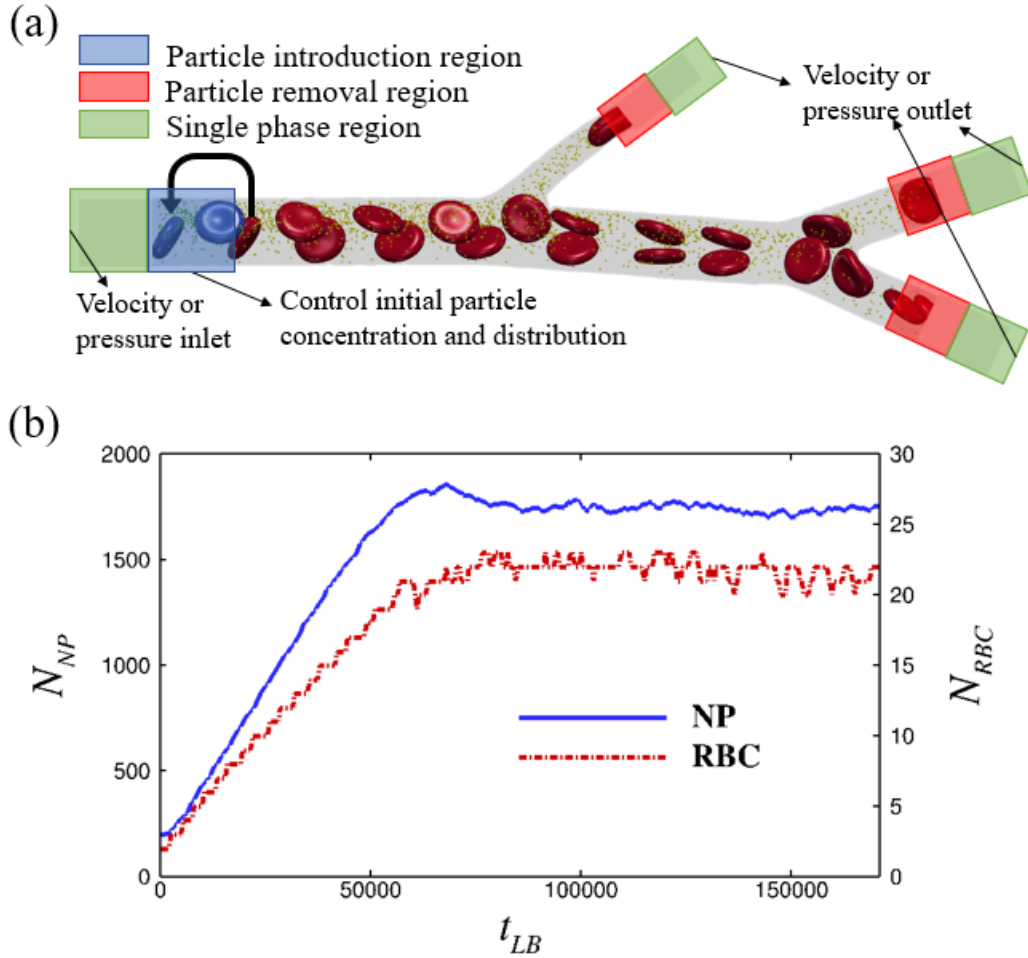 (a)
Particle introduction region
Particle removal region
Single phase region
Velocity or
pressure outlet
Velocity or
pressure inlet
Control initial particle
concentration and distribution
(b)
2000
1500
1000
500
0
N_NP
30
25
20
15
10
5
0
N_RBC
NP
RBC
0
50000
100000
150000
t_LB